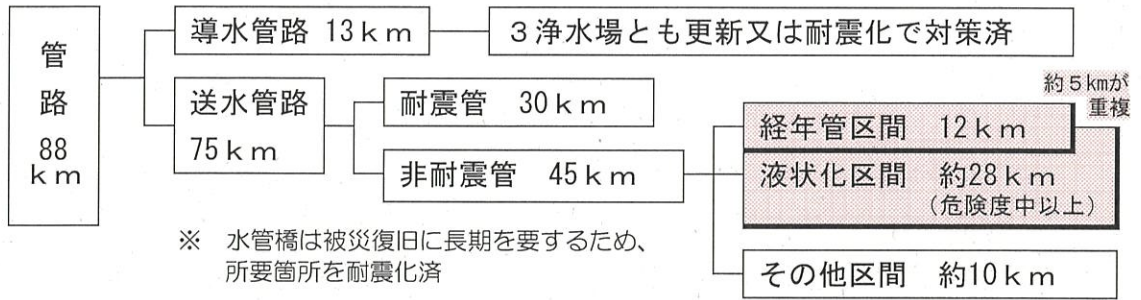 管
路
88
km
導水管路 13km
3浄水場とも更新又は耐震化で対策済
送水管路
75km
耐震管 30km
非耐震管 45km
約5kmが
重複
経年管区間 12km
液状化区間 約28km
(危険度中以上)
その他区間 約10km
※ 水管橋は被災復旧に長期を要するため、
所要箇所を耐震化済